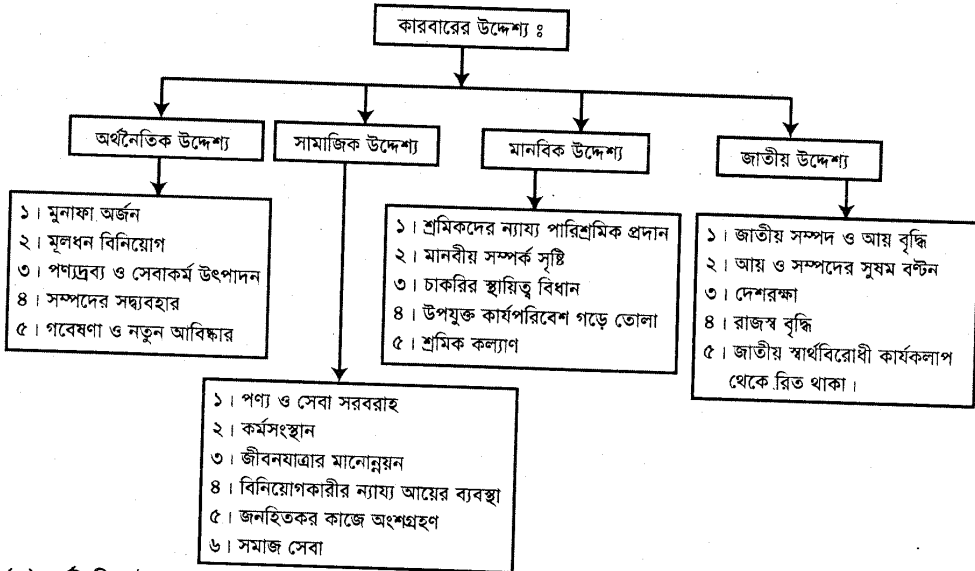 কারবারের উদ্দেশ্য ঃ
অর্থনৈতিক উদ্দেশ্য
সামাজিক উদ্দেশ্য
মানবিক উদ্দেশ্য
জাতীয় উদ্দেশ্য
১। মুনাফা অর্জন
২। মূলধন বিনিয়োগ
৩। পণ্যদ্রব্য ও সেবাকর্ম উৎপাদন
৪। সম্পদের সদ্ব্যবহার
৫। গবেষণা ও নতুন আবিষ্কার
১। পণ্য ও সেবা সরবরাহ
২। কর্মসংস্থান
৩। জীবনযাত্রার মানোন্নয়ন
৪। বিনিয়োগকারীর ন্যায্য আয়ের ব্যবস্থা
৫। জনহিতকর কাজে অংশগ্রহণ
৬। সমাজ সেবা
১। শ্রমিকদের ন্যায্য পারিশ্রমিক প্রদান
২। মানবীয় সম্পর্ক সৃষ্টি
৩। চাকরির স্থায়িত্ব বিধান
৪। উপযুক্ত কার্যপরিবেশ গড়ে তোলা
৫। শ্রমিক কল্যাণ
১। জাতীয় সম্পদ ও আয় বৃদ্ধি
২। আয় ও সম্পদের সুষম বণ্টন
৩। দেশরক্ষা
৪। রাজস্ব বৃদ্ধি
৫। জাতীয় স্বার্থবিরোধী কার্যকলাপ
থেকে রিত থাকা।